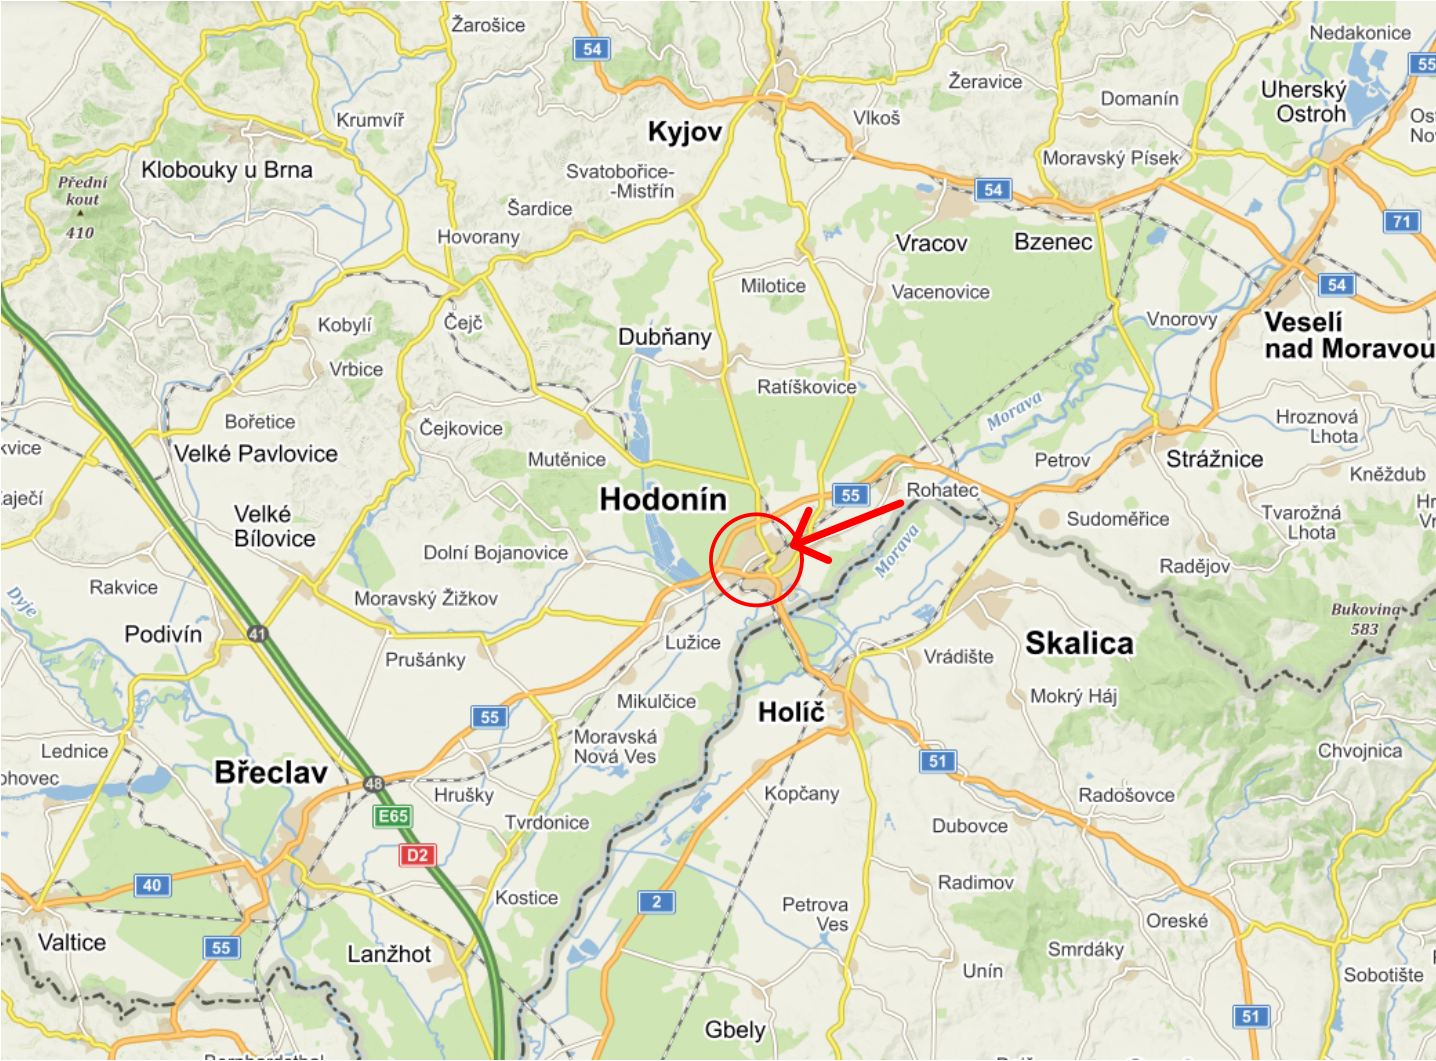 Žarošice
54
Nedakonice
55
Žeravice
Uherský
Ostroh
Domanín
Krumvíř
Vlkoš
Kyjov
Klobouky u Brna
Moravský Písek
Svatobořice-
-Mistřín
Přední
kout
410
54
Šardice
71
Hovorany
Vracov
Bzenec
Milotice
Vacenovice
54
Kobylí
Čejč
Vnorovy
Veselí
nad Moravou
Dubňany
Vrbice
Ratíškovice
Morava
Bořetice
Čejkovice
Hroznová
Lhota
Velké Pavlovice
Mutěnice
Petrov
Strážnice
Kněždub
Hodonín
55
Rohatec
Velké
Bílovice
Sudoměřice
Tvarožná
Lhota
Dolní Bojanovice
Morava
Radějov
Rakvice
Dyje
Moravský Žižkov
Bukovina
583
Podivín
41
Lužice
Skalica
Prušánky
Vrádište
Mikulčice
Mokrý Háj
Holíč
55
Moravská
Nová Ves
Lednice
Chvojnica
51
Břeclav
48
Hrušky
Kopčany
Radošovce
E65
Tvrdonice
Dubovce
D2
40
Kostice
Radimov
2
Petrova
Ves
Oreské
Valtice
55
Lanžhot
Smrdáky
Unín
Sobotište
51
Gbely